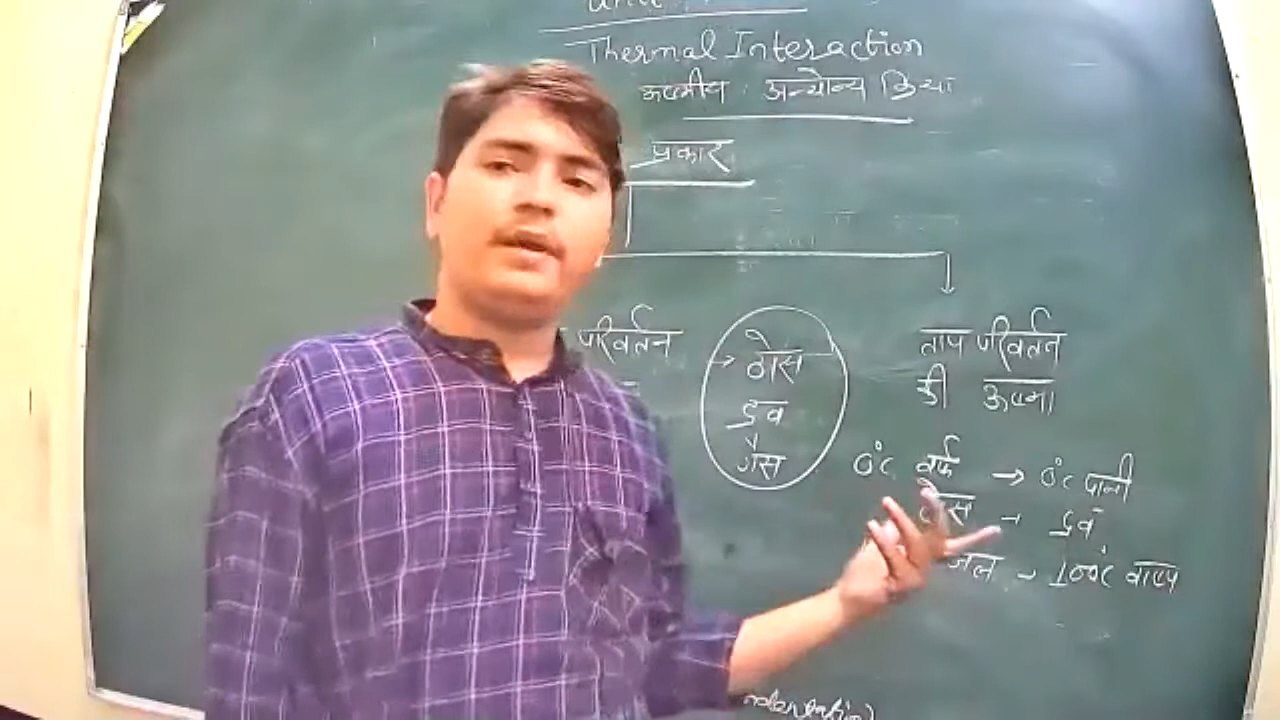 Thermal Interaction
ऊष्मीय अन्योन्य क्रिया
प्रकार
परिवर्तन
→ ठोस
द्रव
गैस
ताप परिवर्तन
की ऊष्मा
0°C बर्फ → 0°C पानी
ठोस → द्रव
जल → 100°C वाष्प